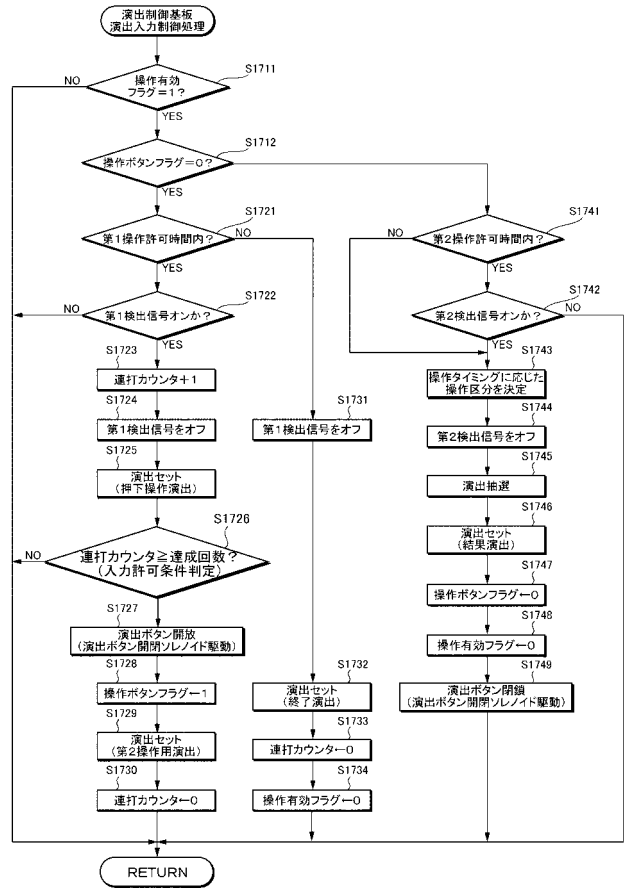 演出制御基板
演出入力制御処理
S1711
操作有効
フラグ=1?
NO
YES
S1712
操作ボタンフラグ=0?
YES
S1721
第1操作許可時間内?
NO
YES
S1722
第1検出信号オンか?
NO
YES
S1723
連打カウンタ+1
S1724
第1検出信号をオフ
S1725
演出セット
(押下操作演出)
S1726
連打カウンタ≧達成回数?
(入力許可条件判定)
NO
S1727
演出ボタン開放
(演出ボタン開閉ソレノイド駆動)
S1728
操作ボタンフラグ←1
S1729
演出セット
(第2操作用演出)
S1730
連打カウンタ←0
S1731
第1検出信号をオフ
S1732
演出セット
(終了演出)
S1733
連打カウンタ←0
S1734
操作有効フラグ←0
S1741
第2操作許可時間内?
NO
YES
S1742
第2検出信号オンか?
NO
YES
S1743
操作タイミングに応じた
操作区分を決定
S1744
第2検出信号をオフ
S1745
演出抽選
S1746
演出セット
(結果演出)
S1747
操作ボタンフラグ←0
S1748
操作有効フラグ←0
S1749
演出ボタン閉鎖
(演出ボタン開閉ソレノイド駆動)
RETURN